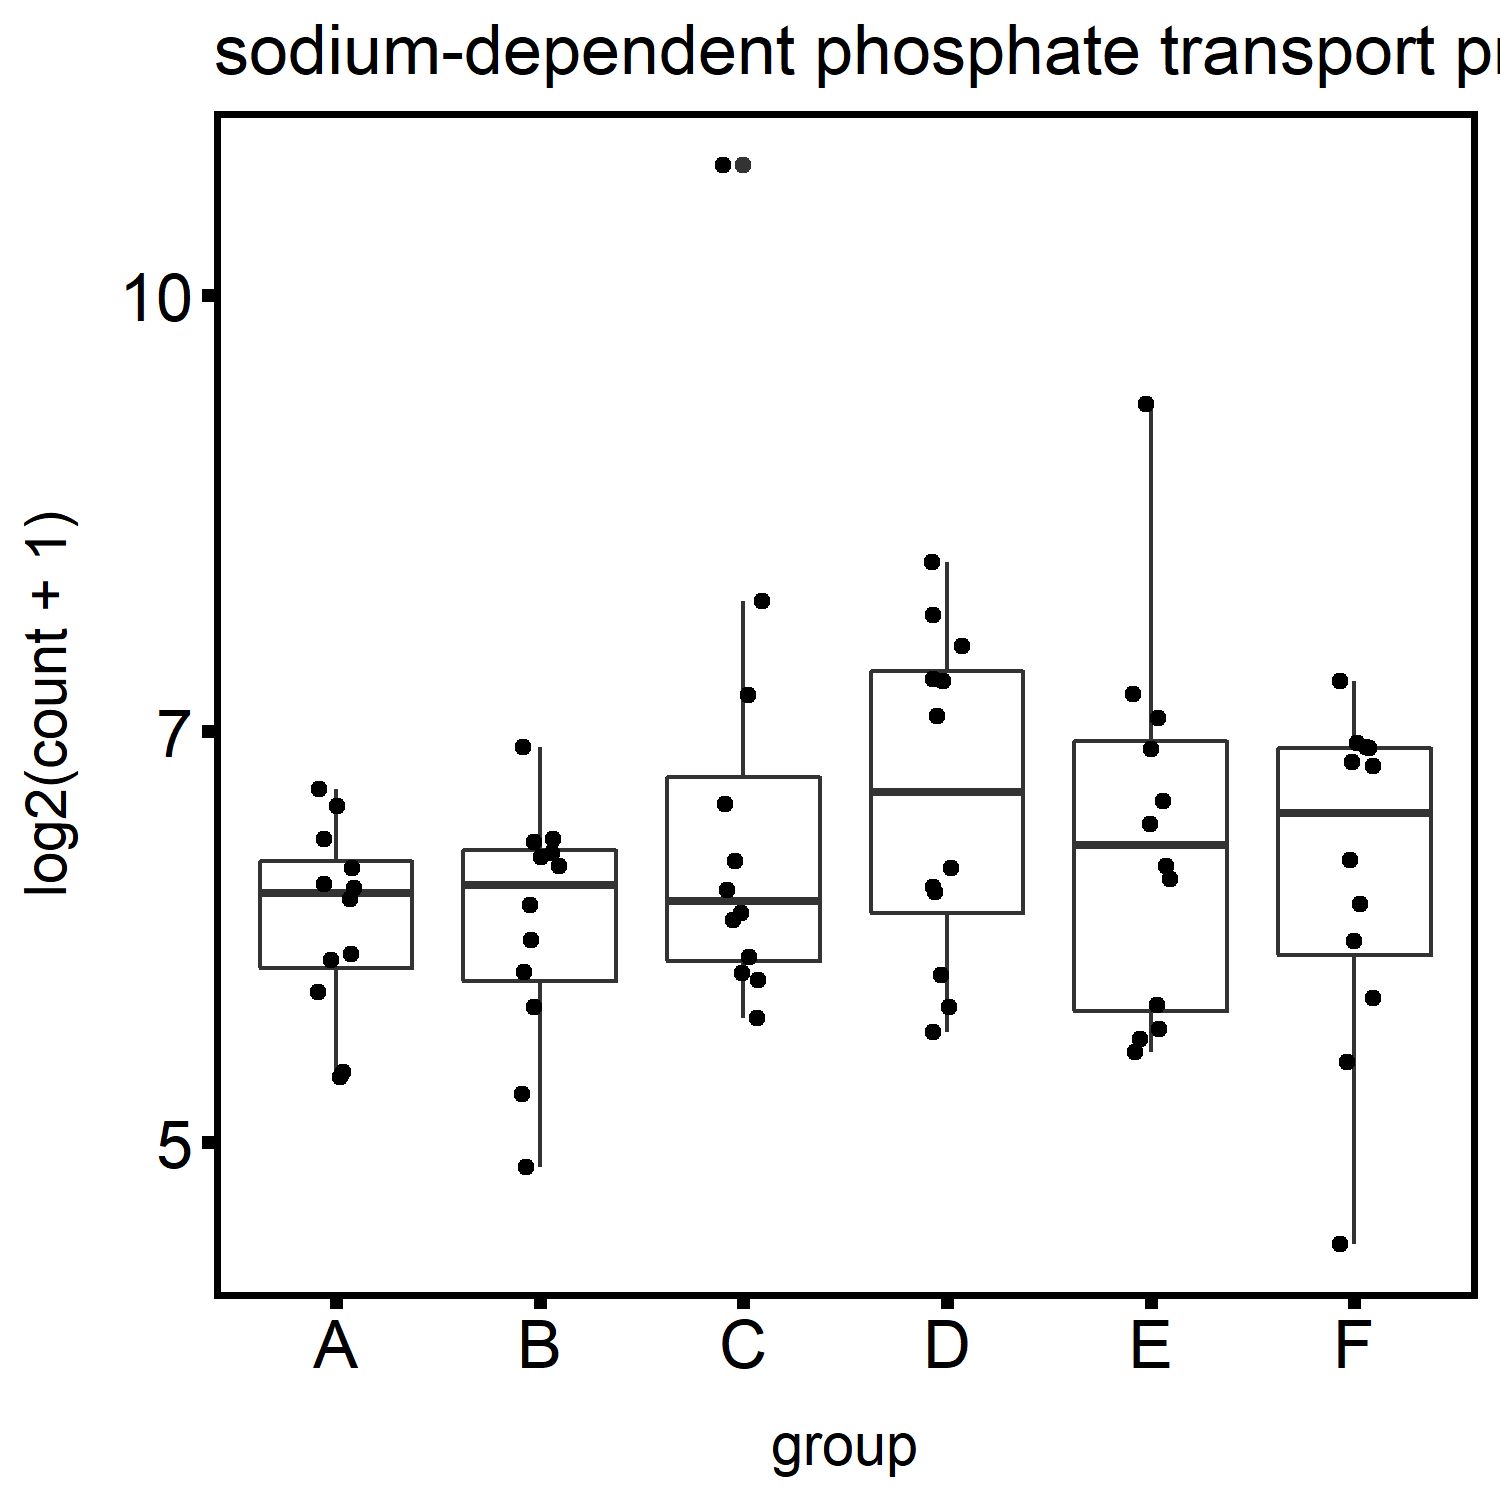 sodium-dependent phosphate transport pr
log2(count + 1)
10
7
5
A B C D E F
group